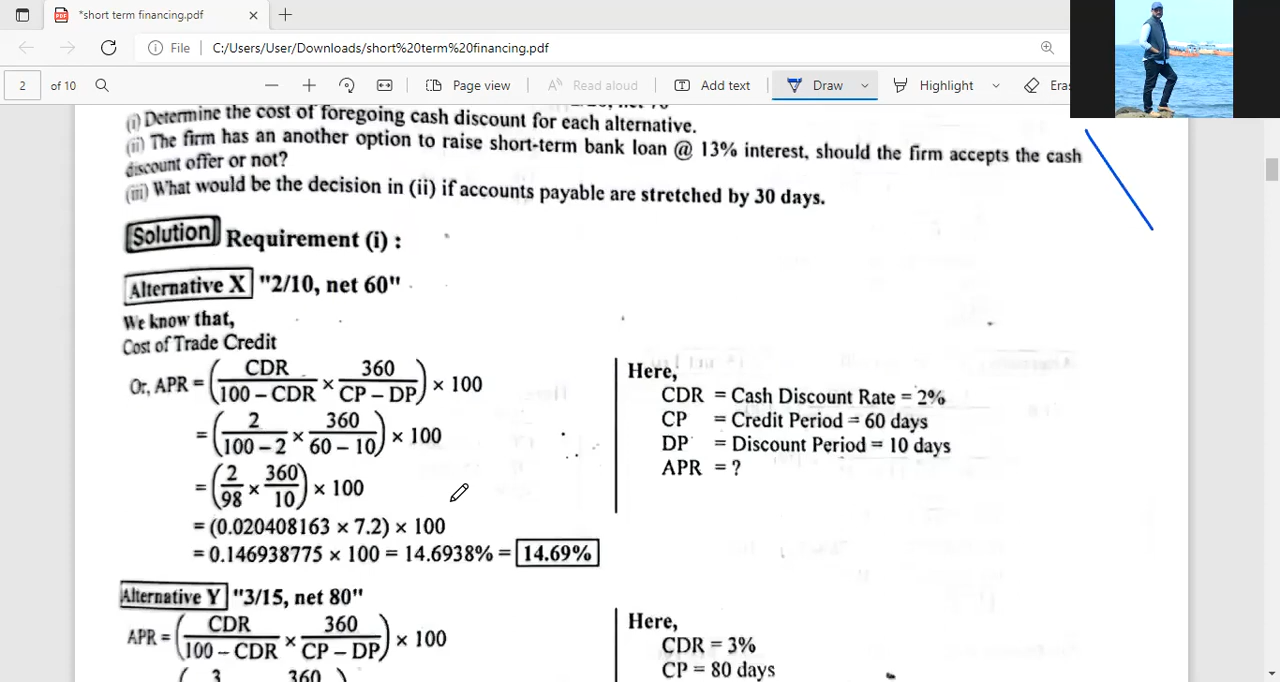 *short term financing.pdf
File C:/Users/User/Downloads/short%20term%20financing.pdf
2 of 10 Page view Read aloud Add text Draw Highlight Eras
(i) Determine the cost of foregoing cash discount for each alternative.
(ii) The firm has an another option to raise short-term bank loan @ 13% interest, should the firm accepts the cash
discount offer or not?
(iii) What would be the decision in (ii) if accounts payable are stretched by 30 days.
Solution Requirement (i) :
Alternative X "2/10, net 60"
We know that,
Cost of Trade Credit
Or, APR = (CDR / 100 – CDR × 360 / CP – DP) × 100
= (2 / 100 – 2 × 360 / 60 – 10) × 100
= (2 / 98 × 360 / 10) × 100
= (0.020408163 × 7.2) × 100
= 0.146938775 × 100 = 14.6938% = 14.69%
Here,
CDR = Cash Discount Rate = 2%
CP = Credit Period = 60 days
DP = Discount Period = 10 days
APR = ?
Alternative Y "3/15, net 80"
APR = (CDR / 100 – CDR × 360 / CP – DP) × 100
3 360
Here,
CDR = 3%
CP = 80 days